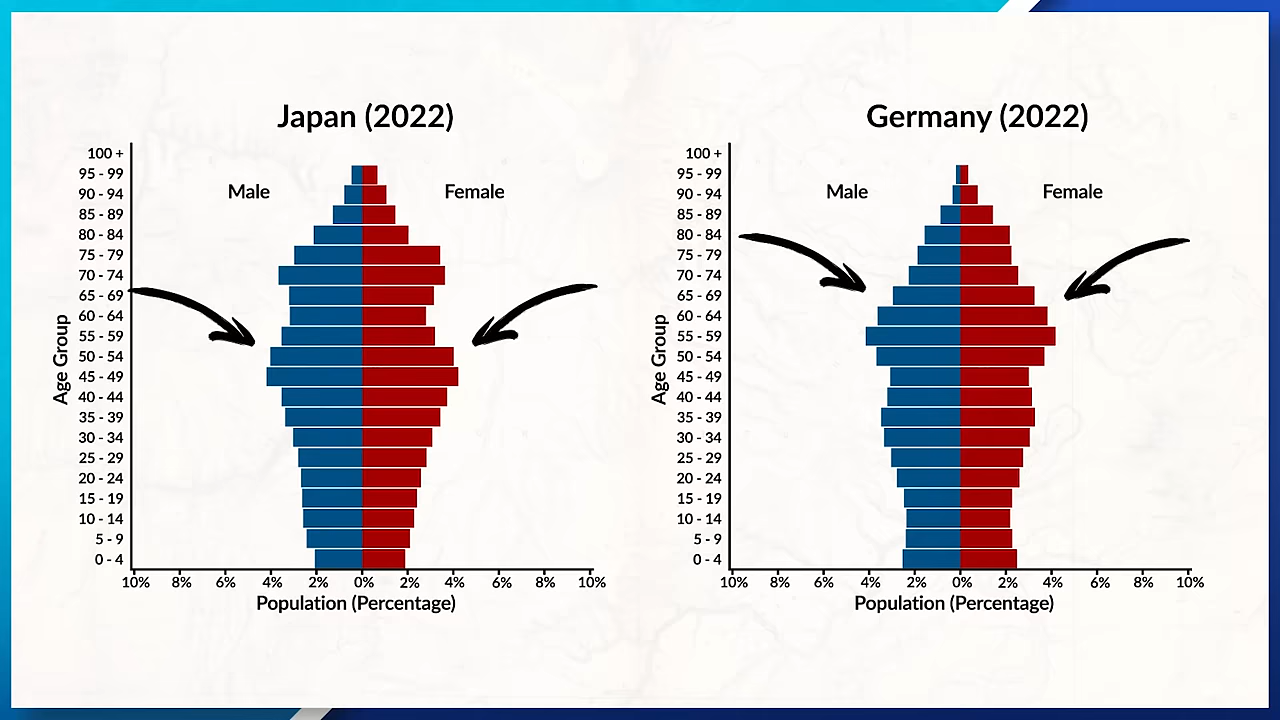 Japan (2022)
100 +
95 - 99
90 - 94
85 - 89
80 - 84
75 - 79
70 - 74
65 - 69
60 - 64
55 - 59
50 - 54
45 - 49
40 - 44
35 - 39
30 - 34
25 - 29
20 - 24
15 - 19
10 - 14
5 - 9
0 - 4
Age Group
Male
Female
10% 8% 6% 4% 2% 0% 2% 4% 6% 8% 10%
Population (Percentage)
Germany (2022)
100 +
95 - 99
90 - 94
85 - 89
80 - 84
75 - 79
70 - 74
65 - 69
60 - 64
55 - 59
50 - 54
45 - 49
40 - 44
35 - 39
30 - 34
25 - 29
20 - 24
15 - 19
10 - 14
5 - 9
0 - 4
Age Group
Male
Female
10% 8% 6% 4% 2% 0% 2% 4% 6% 8% 10%
Population (Percentage)